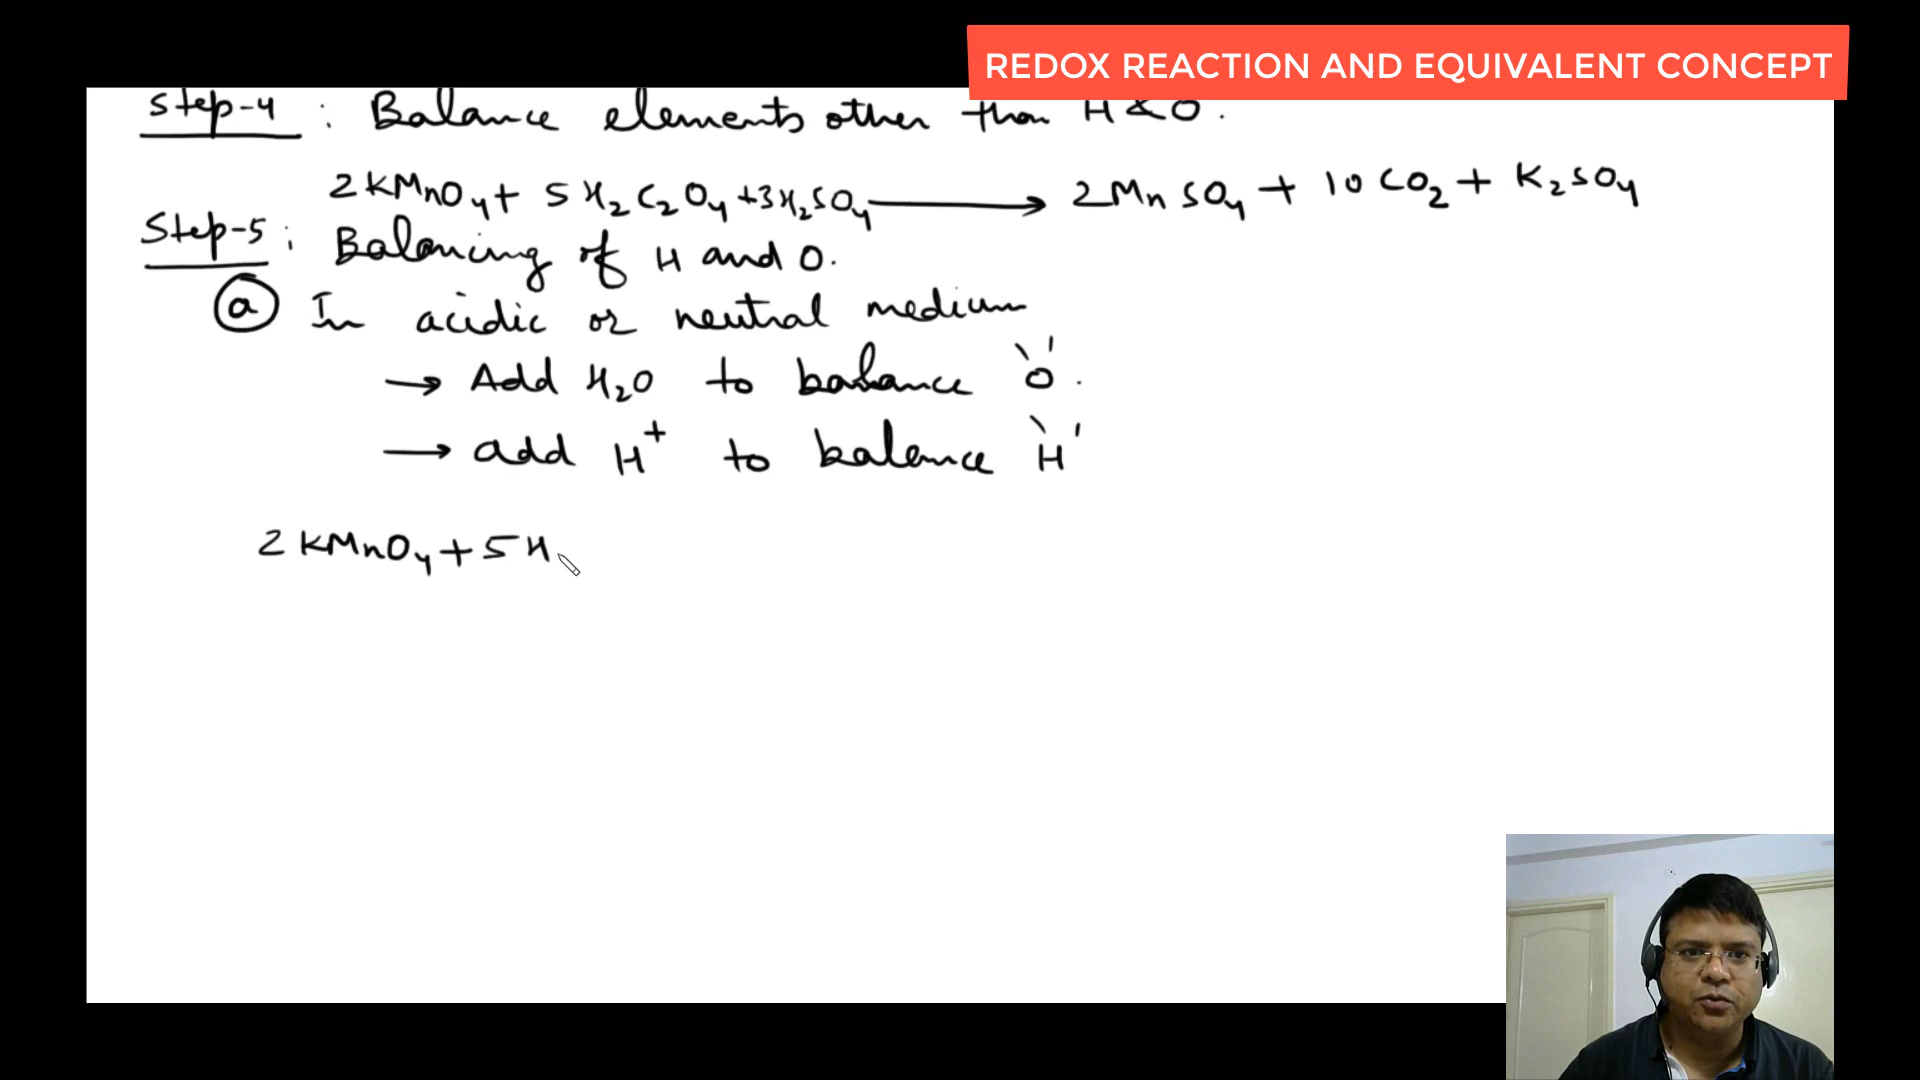 REDOX REACTION AND EQUIVALENT CONCEPT
Step-4 : Balance elements other than H & O.
2KMnO₄ + 5H₂C₂O₄ + 3H₂SO₄ ⟶ 2MnSO₄ + 10CO₂ + K₂SO₄
Step-5 : Balancing of H and O.
ⓐ In acidic or neutral medium
→ Add H₂O to balance 'O'.
→ add H⁺ to balence 'H'
2KMnO₄ + 5H